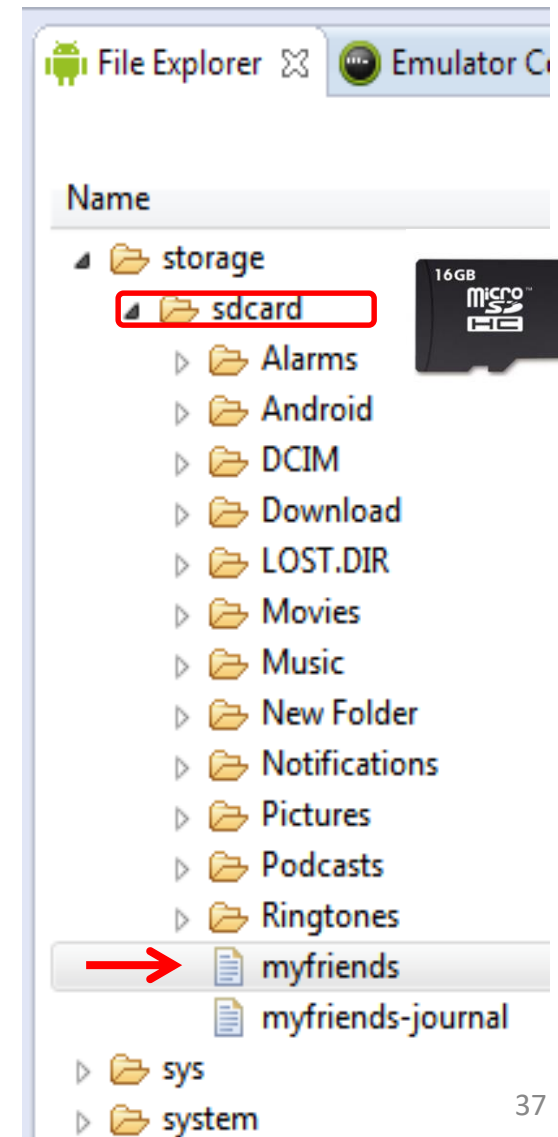 File Explorer Emulator C
Name
storage
16GB
micro™
SD
HC
sdcard
Alarms
Android
DCIM
Download
LOST.DIR
Movies
Music
New Folder
Notifications
Pictures
Podcasts
Ringtones
myfriends
myfriends-journal
sys
system
37